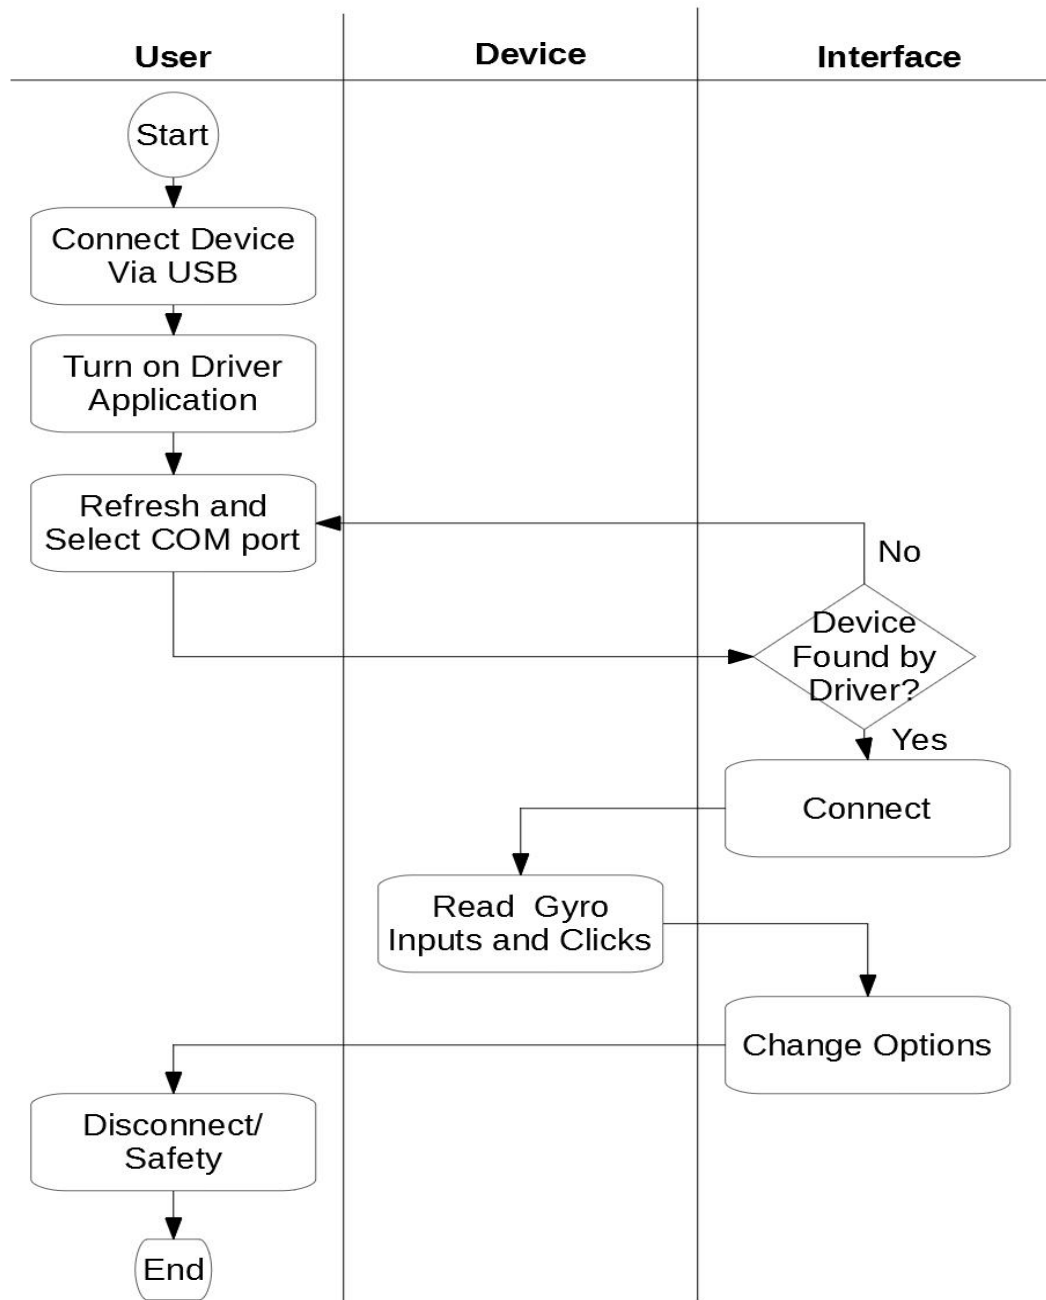 User
Device
Interface
Start
Connect Device
Via USB
Turn on Driver
Application
Refresh and
Select COM port
No
Device
Found by
Driver?
Yes
Connect
Read  Gyro
Inputs and Clicks
Change Options
Disconnect/
Safety
End